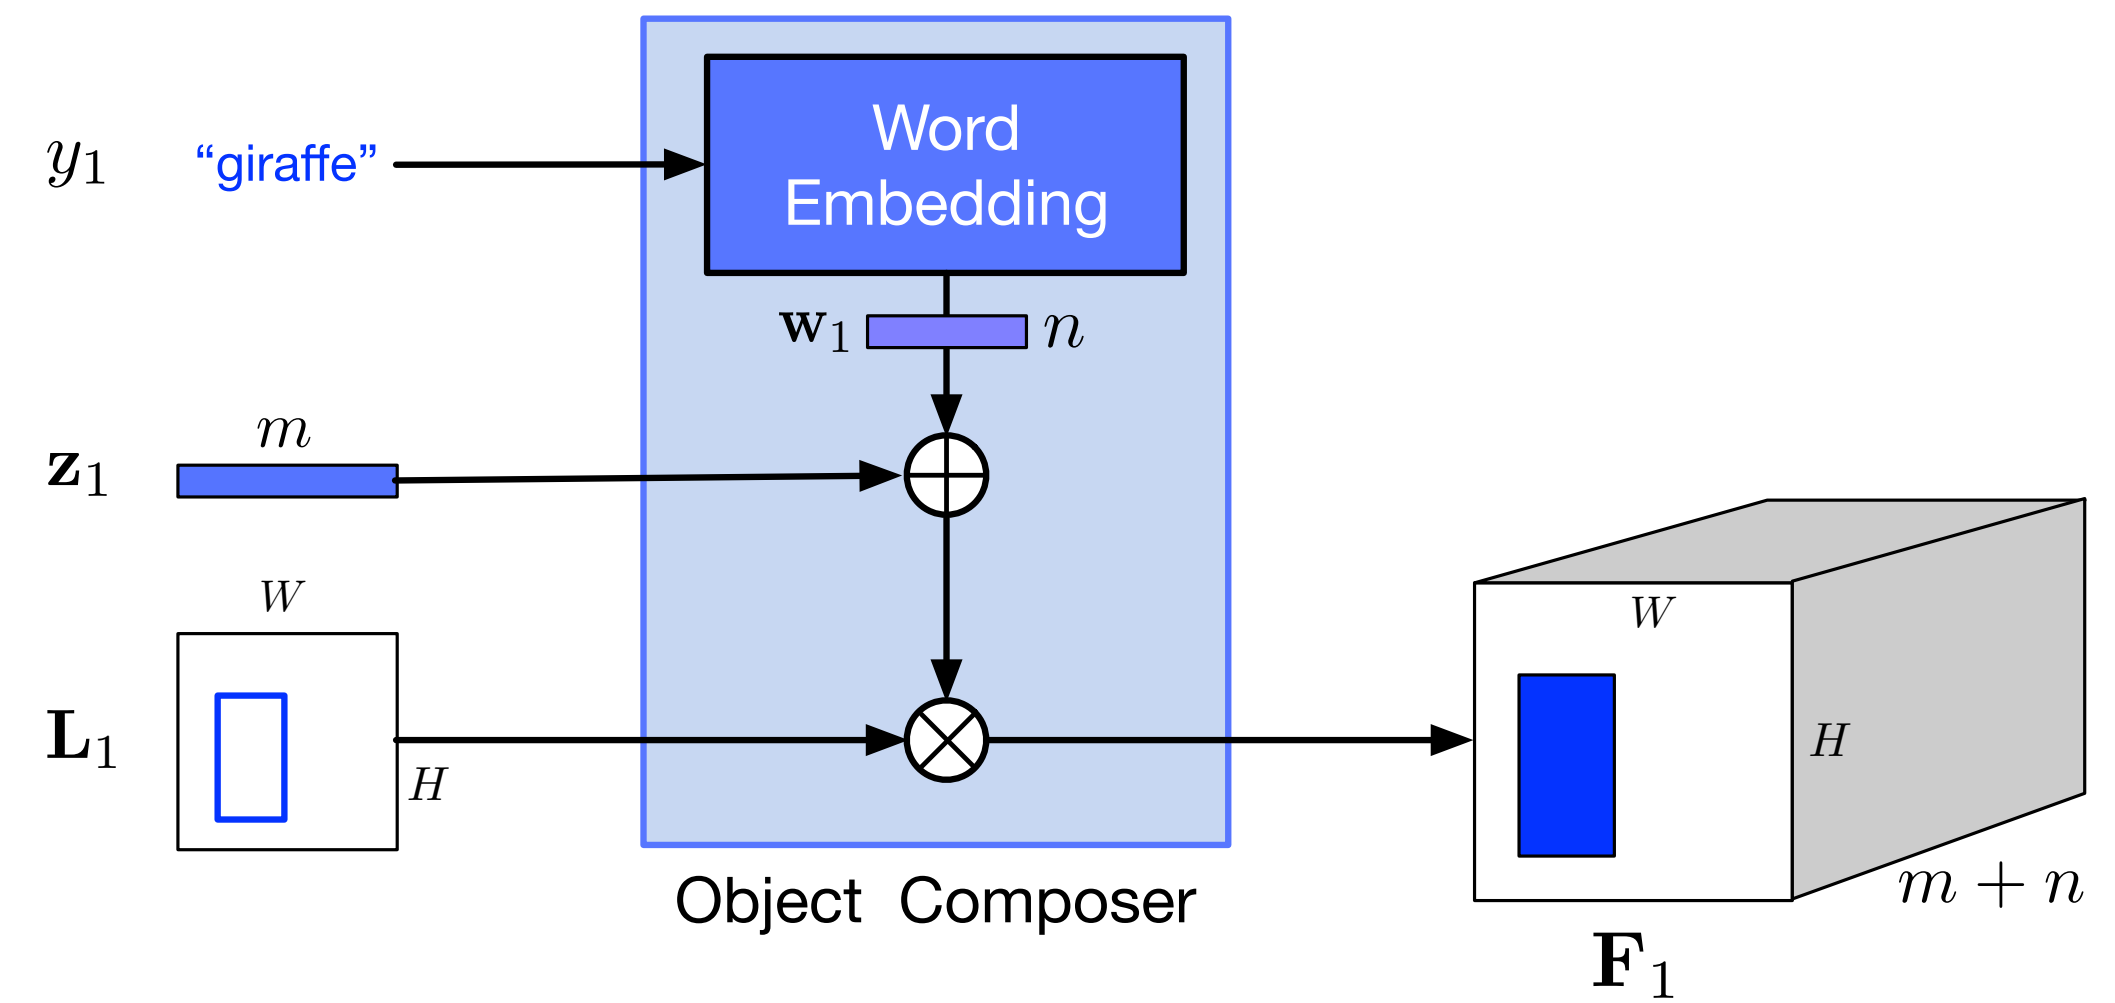 y₁ “giraffe”
Word
Embedding
w₁ n
m
z₁
W
L₁
H
W
H
m + n
Object Composer
F₁